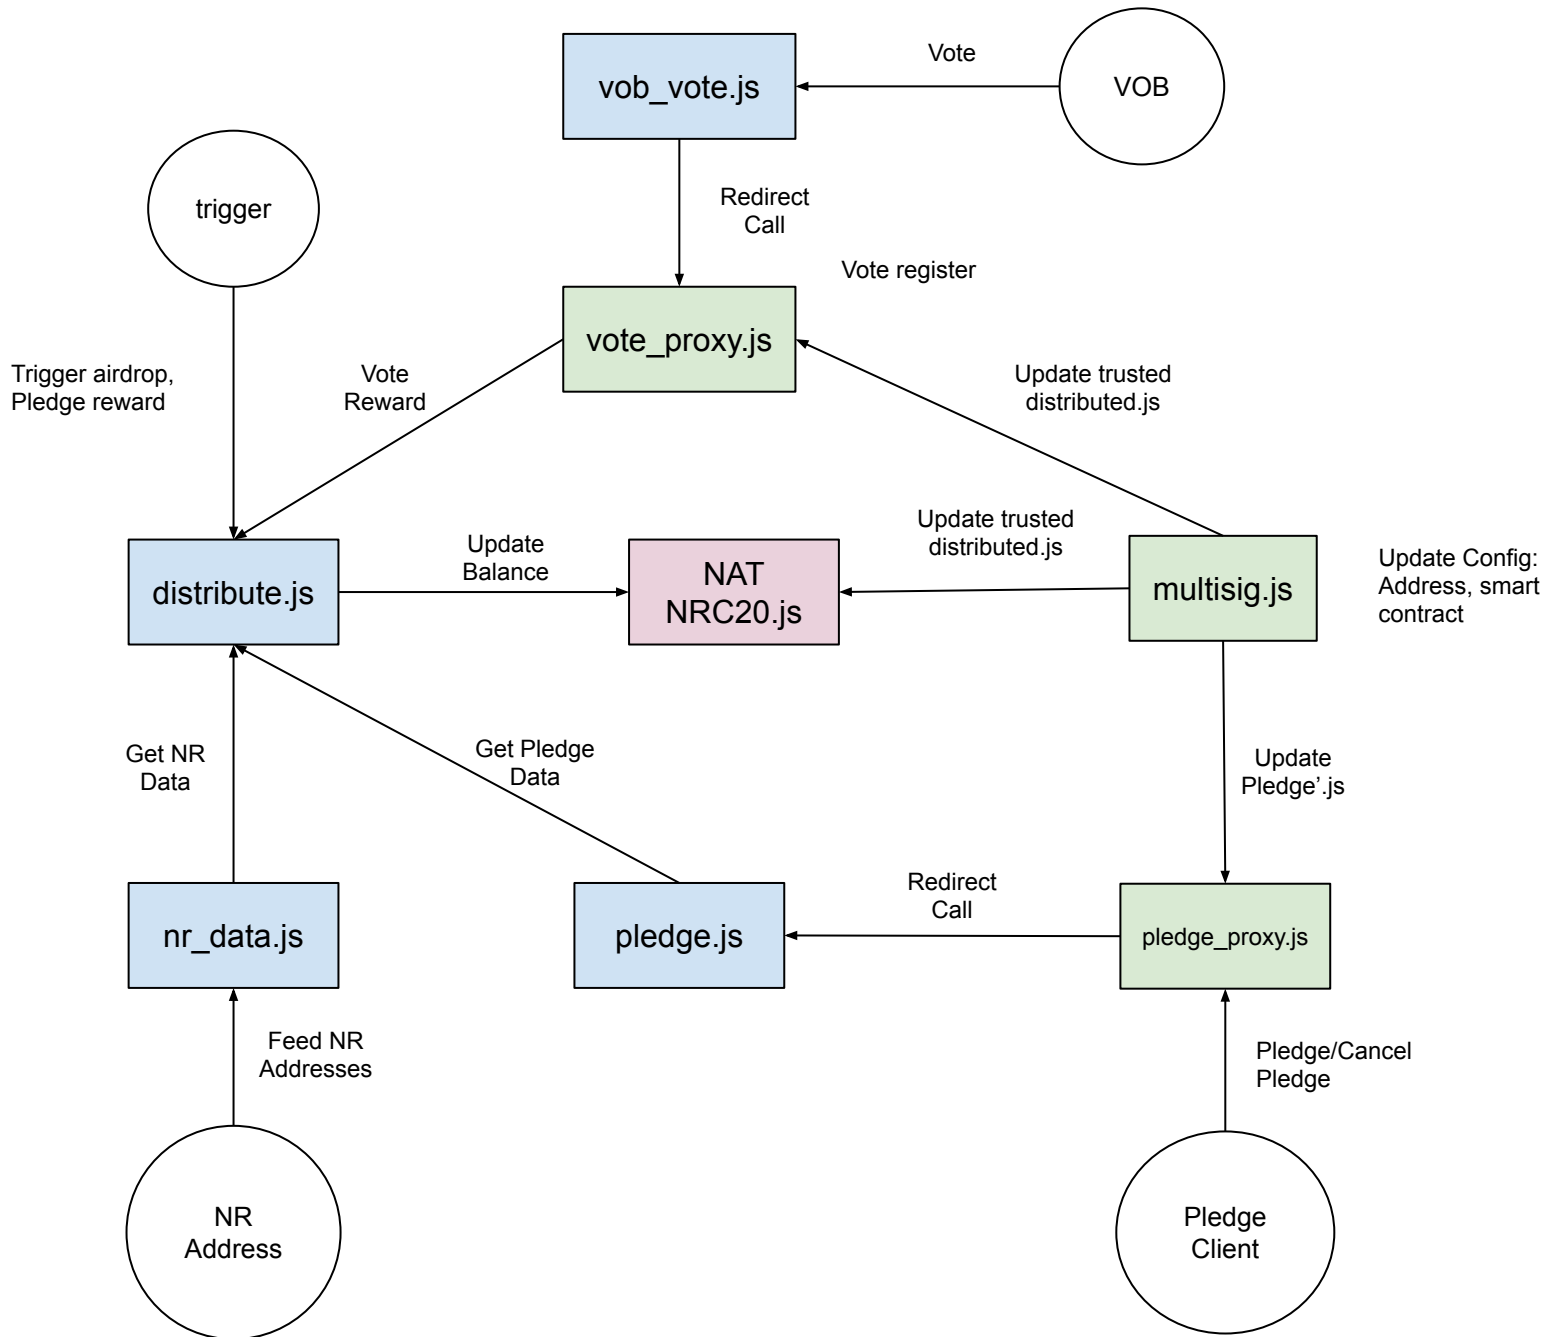 Vote
vob_vote.js
VOB
trigger
Redirect
Call
Vote register
vote_proxy.js
Trigger airdrop,
Pledge reward
Vote
Reward
Update trusted
distributed.js
Update
Balance
Update trusted
distributed.js
distribute.js
NAT
NRC20.js
multisig.js
Update Config:
Address, smart
contract
Get NR
Data
Get Pledge
Data
Update
Pledge’.js
Redirect
Call
nr_data.js
pledge.js
pledge_proxy.js
Feed NR
Addresses
Pledge/Cancel
Pledge
NR
Address
Pledge
Client